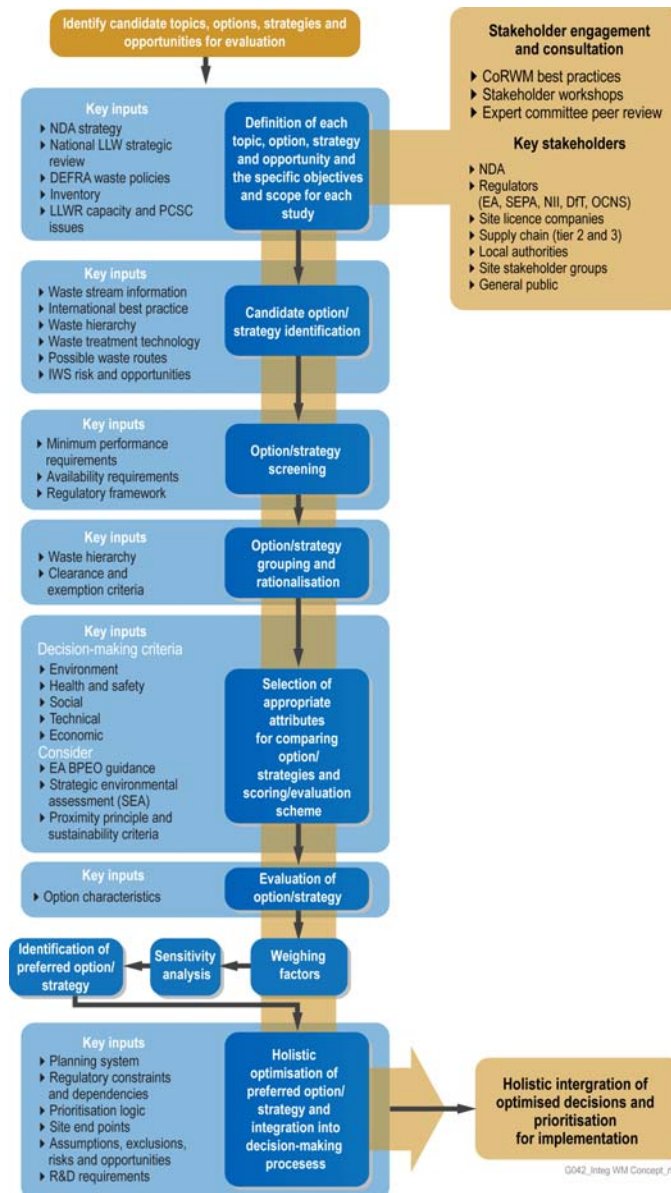 Identify candidate topics, options, strategies and
opportunities for evaluation
Stakeholder engagement
and consultation
CoRWM best practices
Stakeholder workshops
Expert committee peer review
Key stakeholders
NDA
Regulators
(EA, SEPA, NII, DfT, OCNS)
Site licence companies
Supply chain (tier 2 and 3)
Local authorities
Site stakeholder groups
General public
Key inputs
NDA strategy
National LLW strategic
review
DEFRA waste policies
Inventory
LLWR capacity and PCSC
issues
Definition of each
topic, option, strategy
and opportunity and
the specific objectives
and scope for each
study
Key inputs
Waste stream information
International best practice
Waste hierarchy
Waste treatment technology
Possible waste routes
IWS risk and opportunities
Candidate option/
strategy identification
Key inputs
Minimum performance
requirements
Availability requirements
Regulatory framework
Option/strategy
screening
Key inputs
Waste hierarchy
Clearance and
exemption criteria
Option/strategy
grouping and
rationalisation
Key inputs
Decision-making criteria
Environment
Health and safety
Social
Technical
Economic
Consider
EA BPEO guidance
Strategic environmental
assessment (SEA)
Proximity principle and
sustainability criteria
Selection of
appropriate
attributes
for comparing
option/
strategies and
scoring/evaluation
scheme
Key inputs
Option characteristics
Evaluation of
option/strategy
Identification of
preferred option/
strategy
Sensitivity
analysis
Weighing
factors
Key inputs
Planning system
Regulatory constraints
and dependencies
Prioritisation logic
Site end points
Assumptions, exclusions,
risks and opportunities
R&D requirements
Holistic
optimisation of
preferred option/
strategy and
integration into
decision-making
procesess
Holistic intergration of
optimised decisions and
prioritisation
for implementation
G042_Integ WM Concept_n